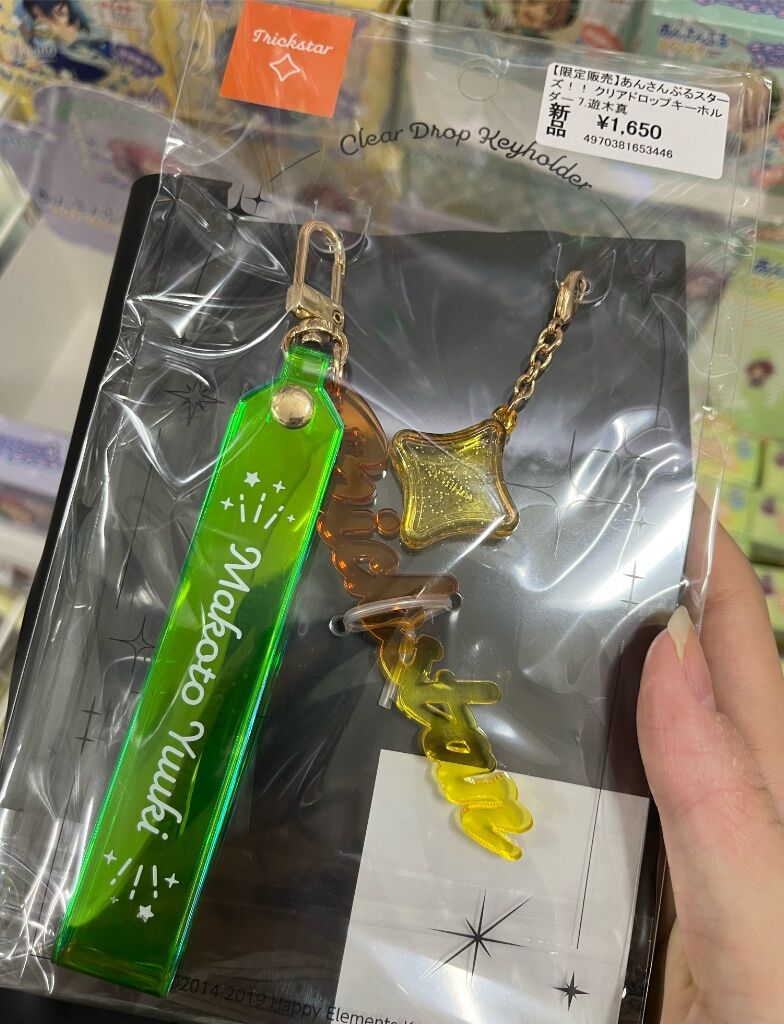 Trickstar
【限定販売】あんさんぶるスター
ズ！！ クリアドロップキーホル
ダー 7.遊木真
新品
¥1,650
4970381653446
Clear Drop Keyholder
Makoto Yuuki
Trickstar
2014-2019 Happy Elements K